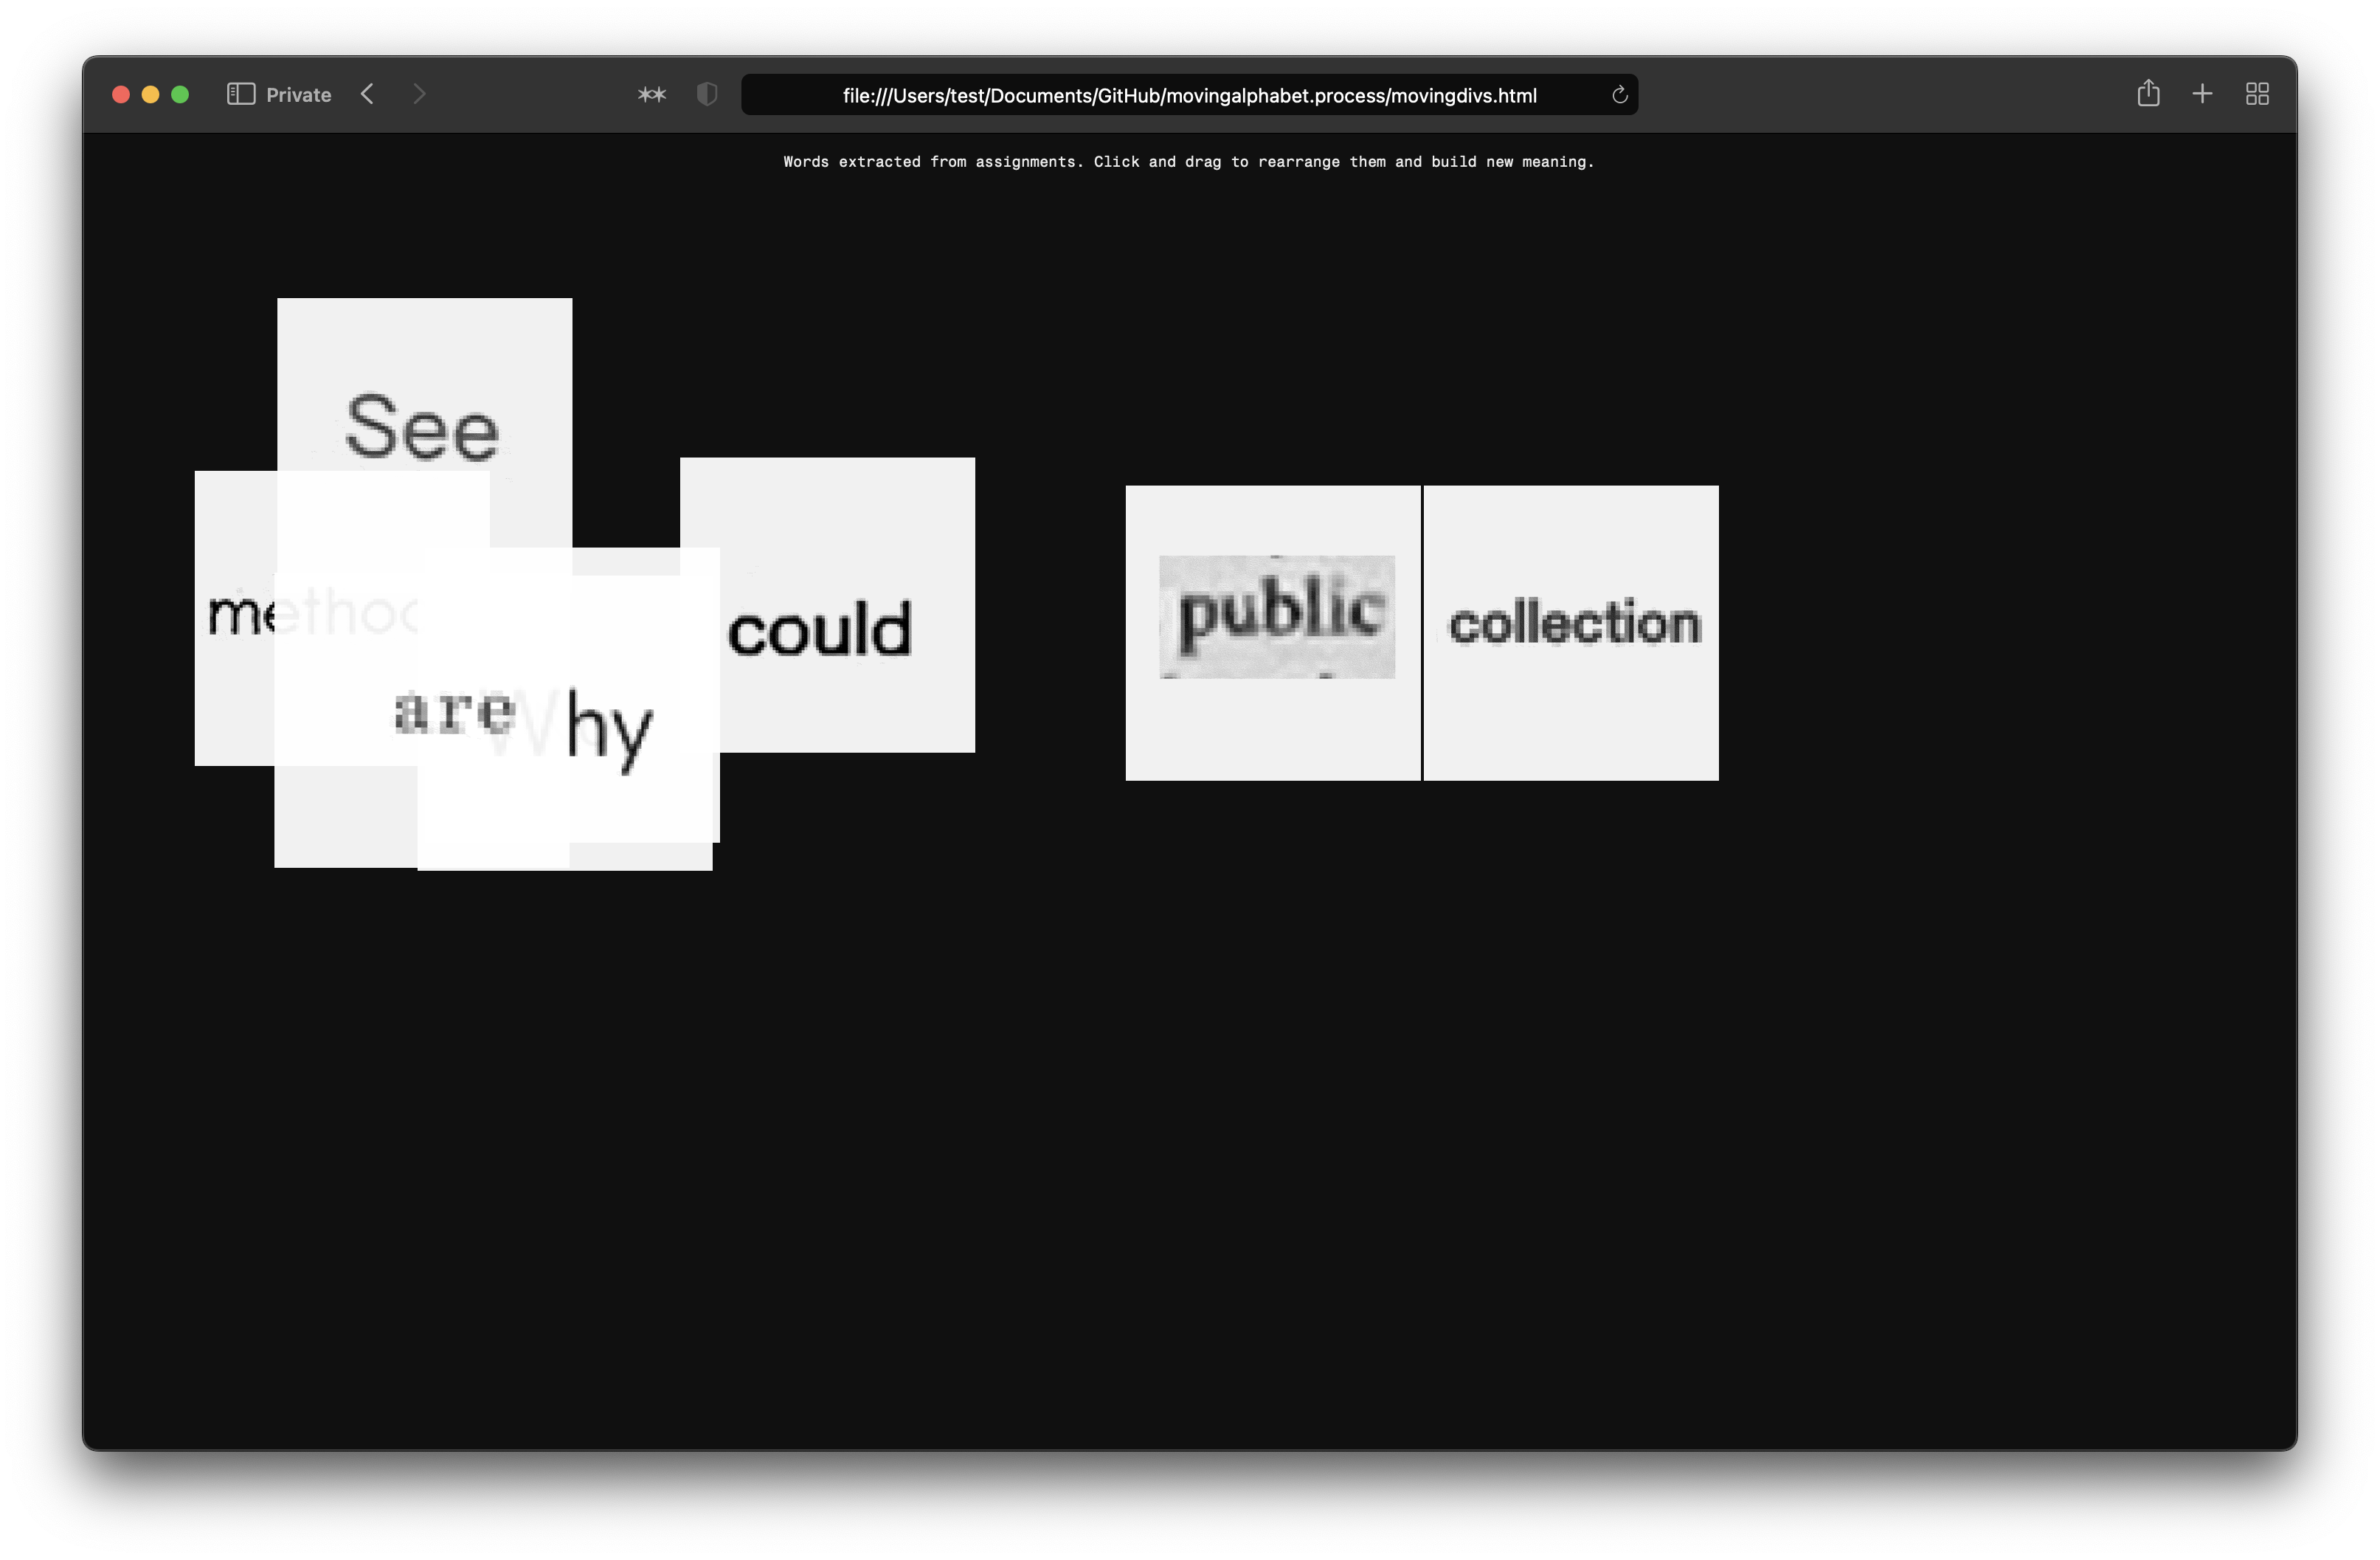 Private
file:///Users/test/Documents/GitHub/movingalphabet.process/movingdivs.html
Words extracted from assignments. Click and drag to rearrange them and build new meaning.
See
method
could
public
collection
are
Why